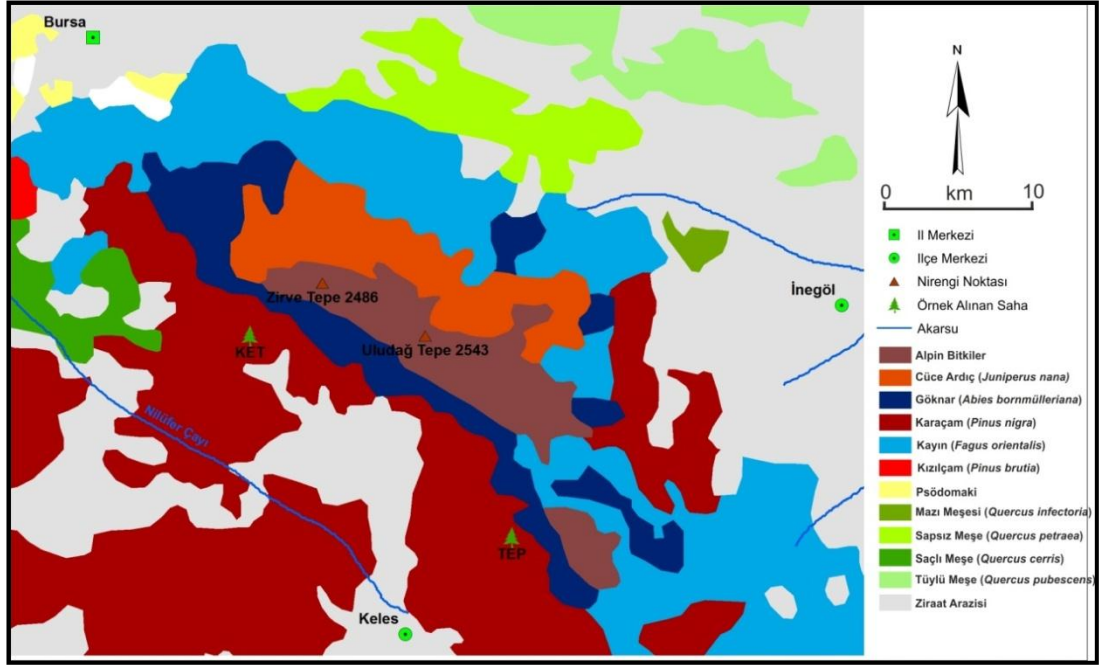 Bursa
Zirve Tepe 2486
İnegöl
KET
Uludağ Tepe 2543
Nilüfer Çayı
TEP
Keles
N
0 10
km
Il Merkezi
Ilçe Merkezi
Nirengi Noktası
Örnek Alınan Saha
Akarsu
Alpin Bitkiler
Cüce Ardıç (Juniperus nana)
Göknar (Abies bornmülleriana)
Karaçam (Pinus nigra)
Kayın (Fagus orientalis)
Kızılçam (Pinus brutia)
Psödomaki
Mazı Meşesi (Quercus infectoria)
Sapsız Meşe (Quercus petraea)
Saçlı Meşe (Quercus cerris)
Tüylü Meşe (Quercus pubescens)
Ziraat Arazisi